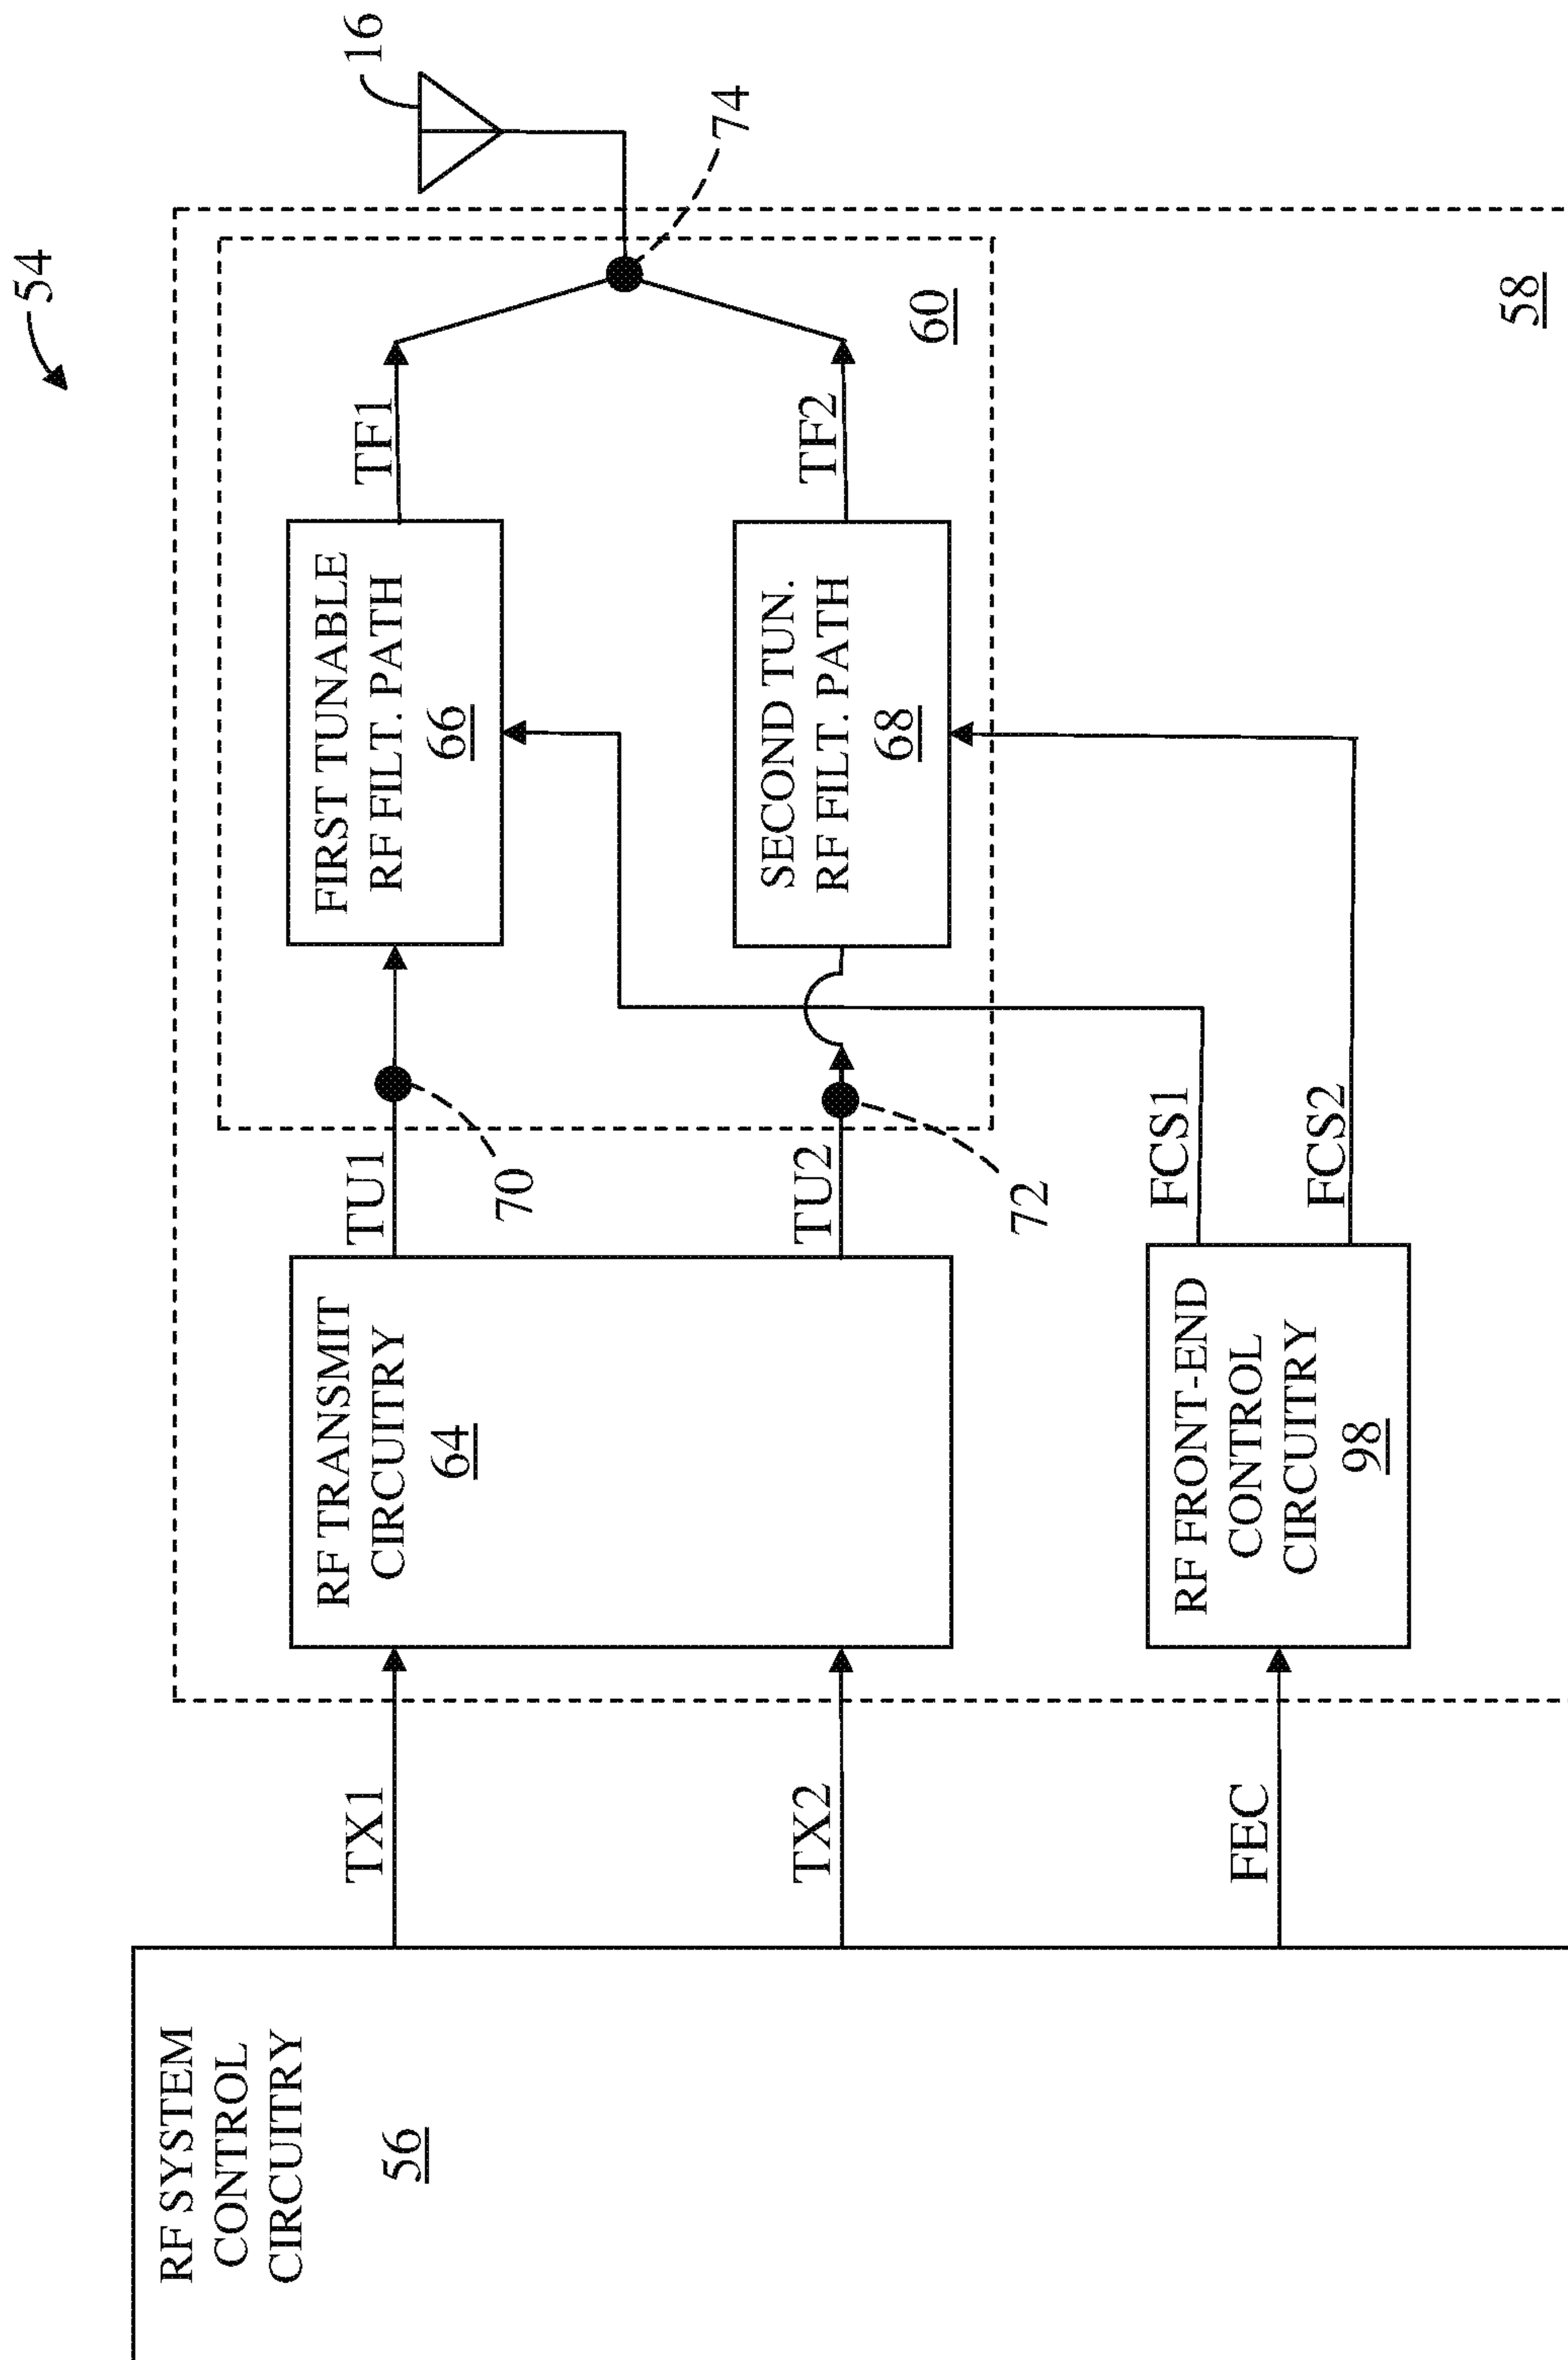 54
16
74
FIRST TUNABLE
RF FILT. PATH
66
TF1
SECOND TUN.
RF FILT. PATH
68
TF2
60
TU1
70
TU2
72
RF TRANSMIT
CIRCUITRY
64
RF FRONT-END
CONTROL
CIRCUITRY
98
FCS1
FCS2
58
TX1
TX2
FEC
RF SYSTEM
CONTROL
CIRCUITRY
56